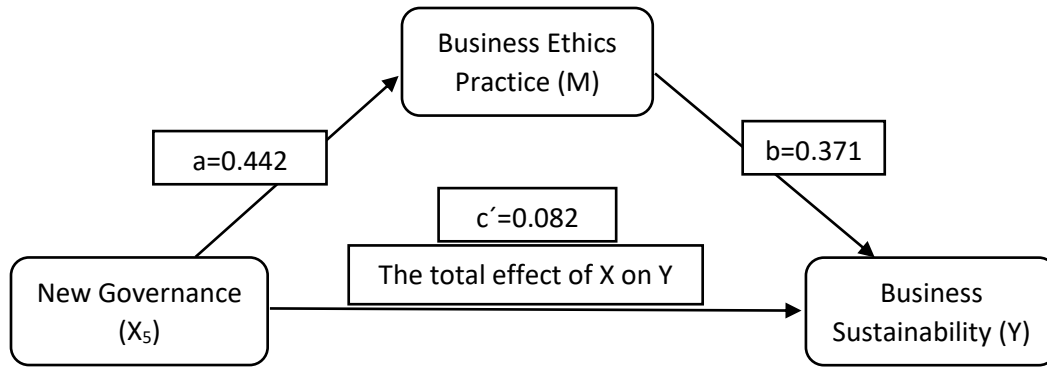 Business Ethics
Practice (M)
a=0.442
b=0.371
c´=0.082
The total effect of X on Y
New Governance
(X₅)
Business
Sustainability (Y)